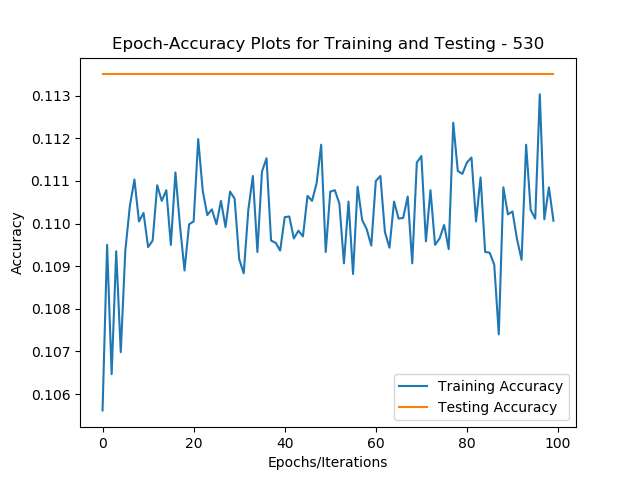 Epoch-Accuracy Plots for Training and Testing - 530
0.113
0.112
0.111
0.110
0.109
0.108
0.107
0.106
Accuracy
Training Accuracy
Testing Accuracy
0 20 40 60 80 100
Epochs/Iterations